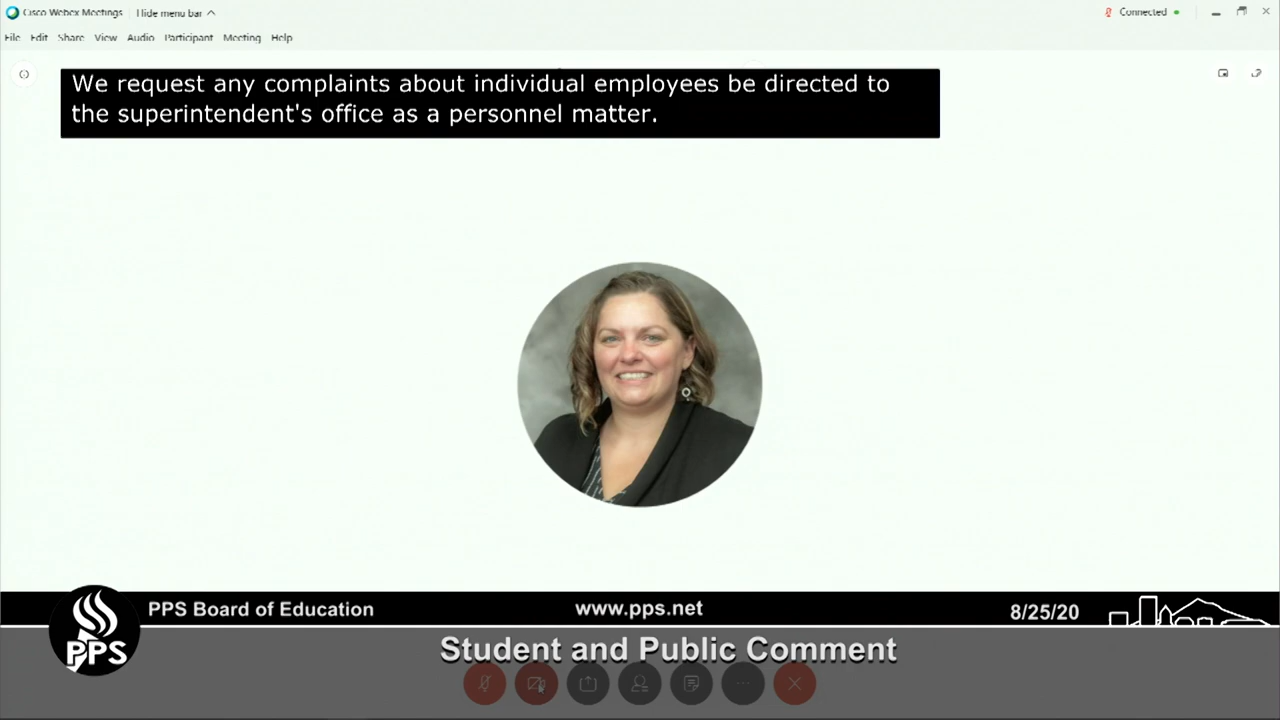 Cisco Webex Meetings
Hide menu bar
Connected
File Edit Share View Audio Participant Meeting Help
We request any complaints about individual employees be directed to
the superintendent's office as a personnel matter.
PPS Board of Education
www.pps.net
8/25/20
PPS
Student and Public Comment